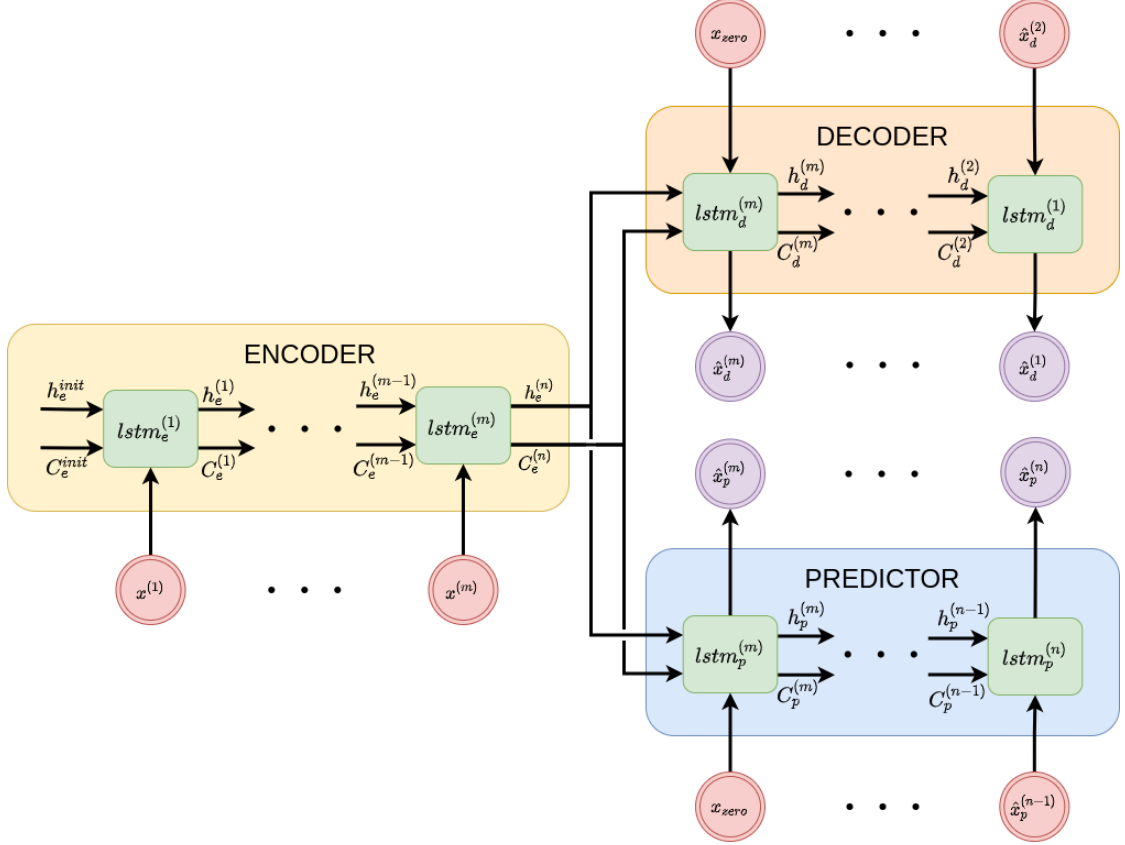 x_{zero} · · · \hat{x}_d^{(2)}
DECODER
lstm_d^{(m)} h_d^{(m)} C_d^{(m)} · · · h_d^{(2)} C_d^{(2)} lstm_d^{(1)}
\hat{x}_d^{(m)} · · · \hat{x}_d^{(1)}
ENCODER
h_e^{init} C_e^{init} lstm_e^{(1)} h_e^{(1)} C_e^{(1)} · · · h_e^{(m-1)} C_e^{(m-1)} lstm_e^{(m)} h_e^{(n)} C_e^{(n)}
x^{(1)} · · · x^{(m)}
\hat{x}_p^{(m)} · · · \hat{x}_p^{(n)}
PREDICTOR
lstm_p^{(m)} h_p^{(m)} C_p^{(m)} · · · h_p^{(n-1)} C_p^{(n-1)} lstm_p^{(n)}
x_{zero} · · · \hat{x}_p^{(n-1)}